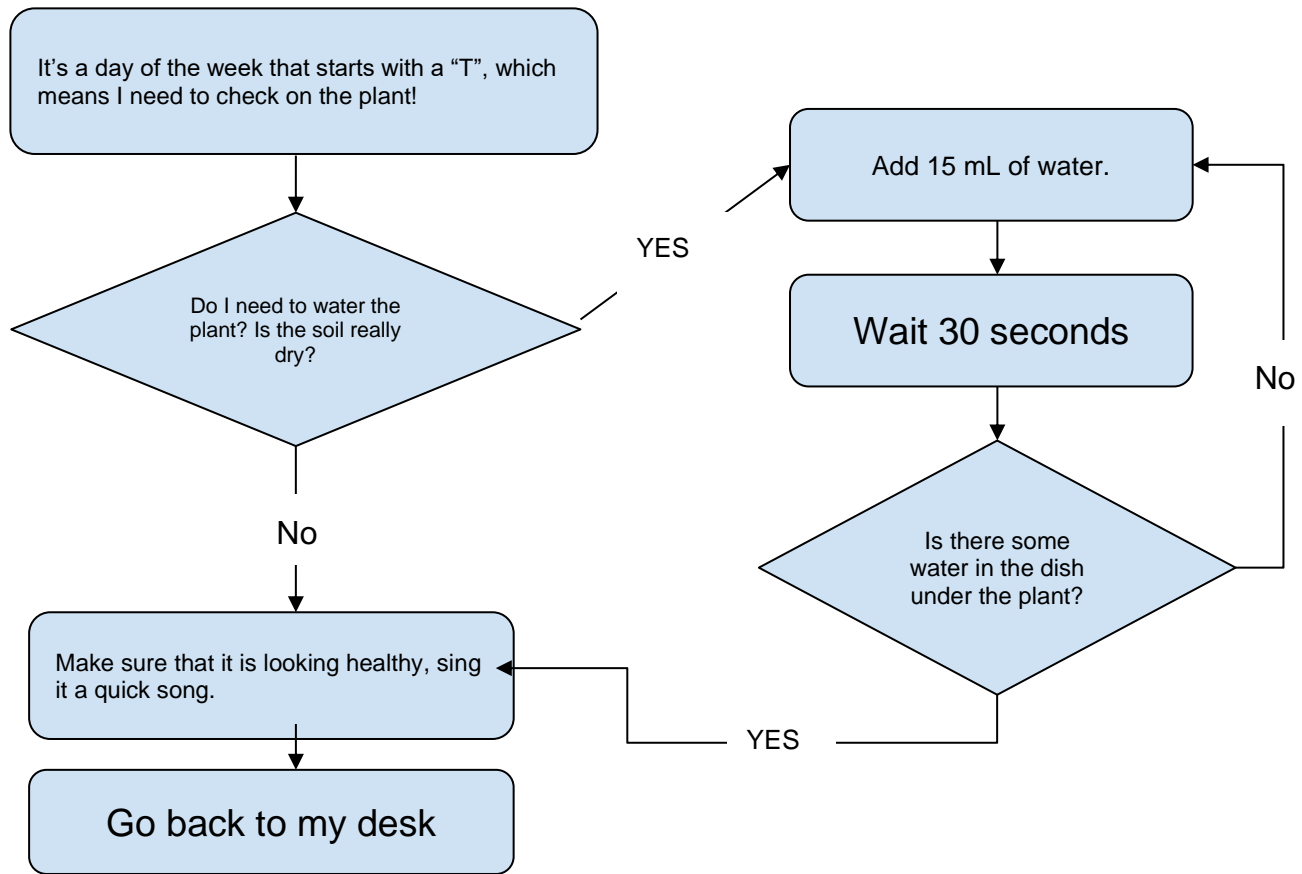 It’s a day of the week that starts with a “T”, which
means I need to check on the plant!
Do I need to water the
plant? Is the soil really
dry?
YES
No
Add 15 mL of water.
Wait 30 seconds
Is there some
water in the dish
under the plant?
No
YES
Make sure that it is looking healthy, sing
it a quick song.
Go back to my desk